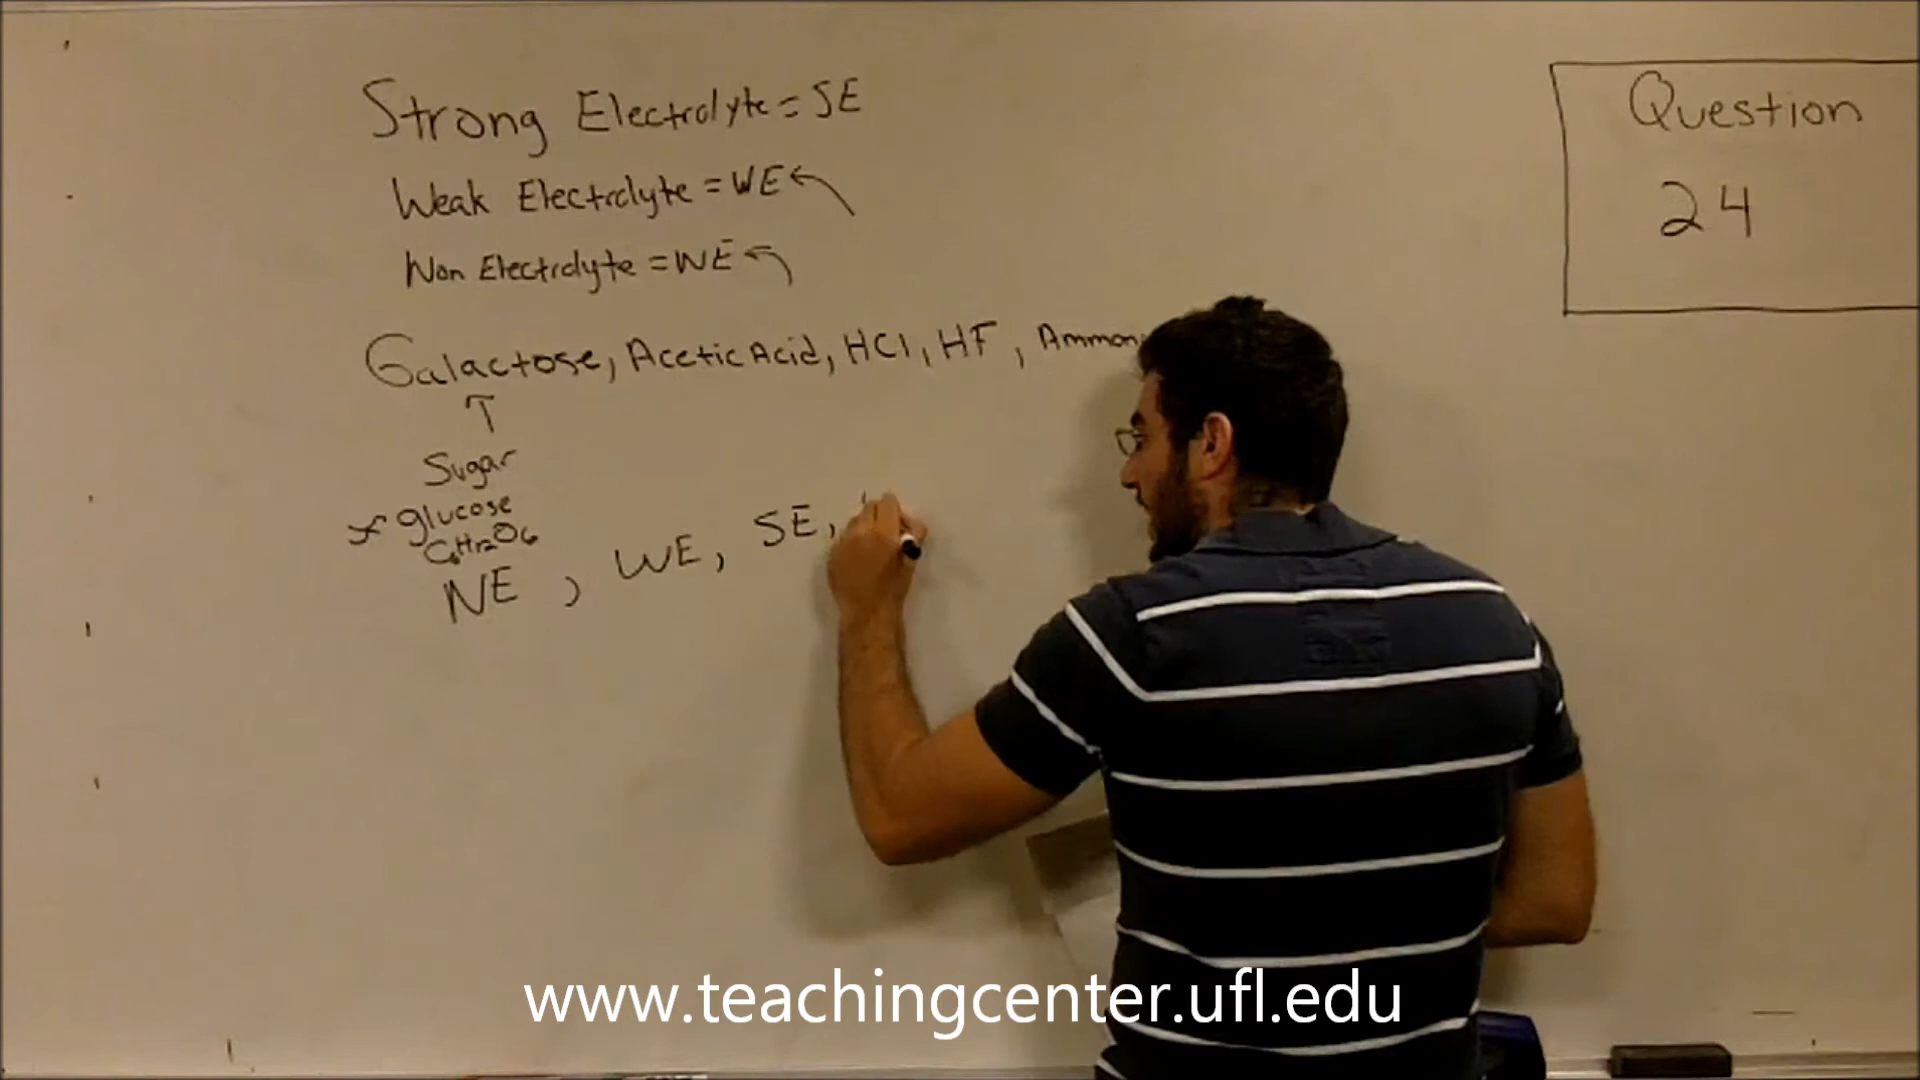 Strong Electrolyte = SE
Weak Electrolyte = WE
Non Electrolyte = NE
Galactose, Acetic Acid, HCl, HF, Ammon
Sugar
glucose
C6H12O6
NE, WE, SE,
Question
24
www.teachingcenter.ufl.edu